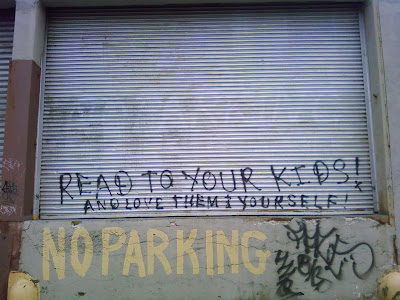 READ TO YOUR KIDS!
AND LOVE THEM & YOURSELF!
NO PARKING